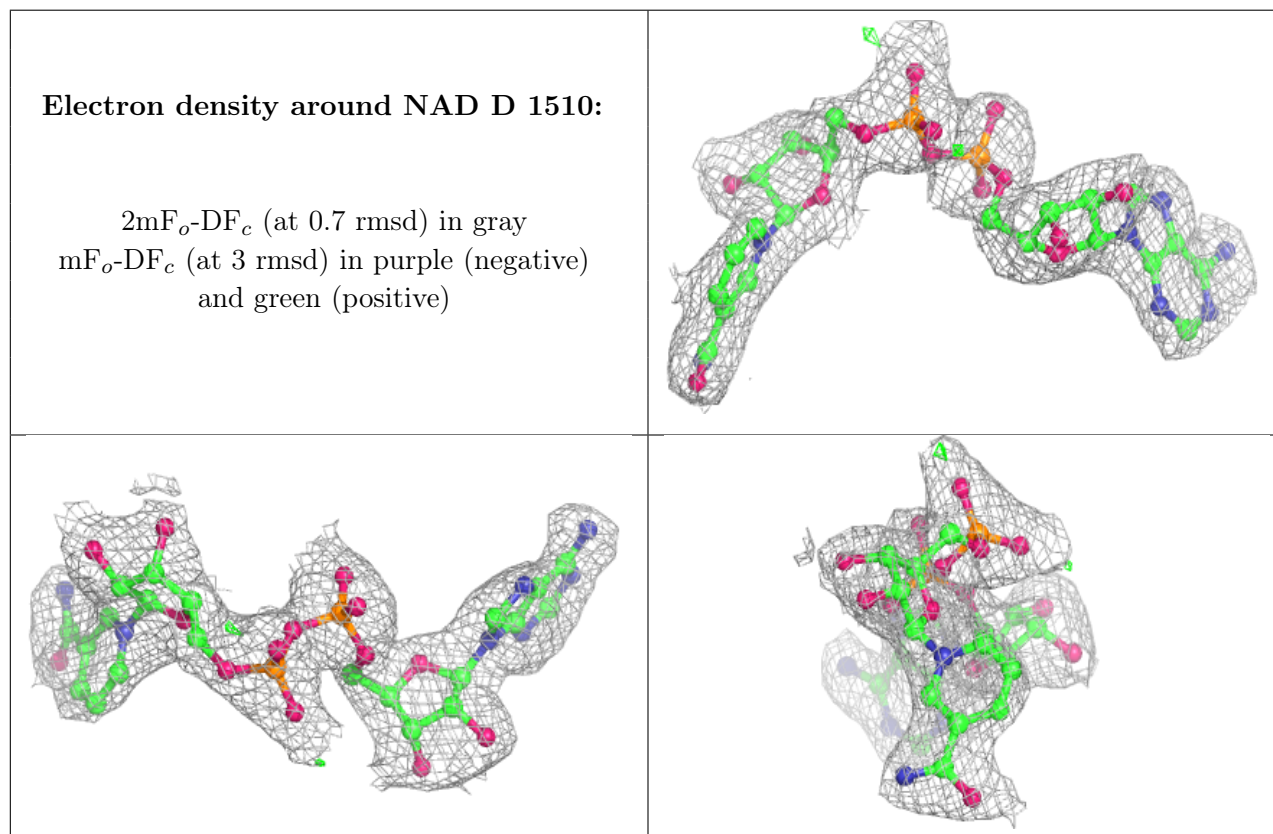 Electron density around NAD D 1510:
2mFₒ-DF𝒸 (at 0.7 rmsd) in gray
mFₒ-DF𝒸 (at 3 rmsd) in purple (negative)
and green (positive)